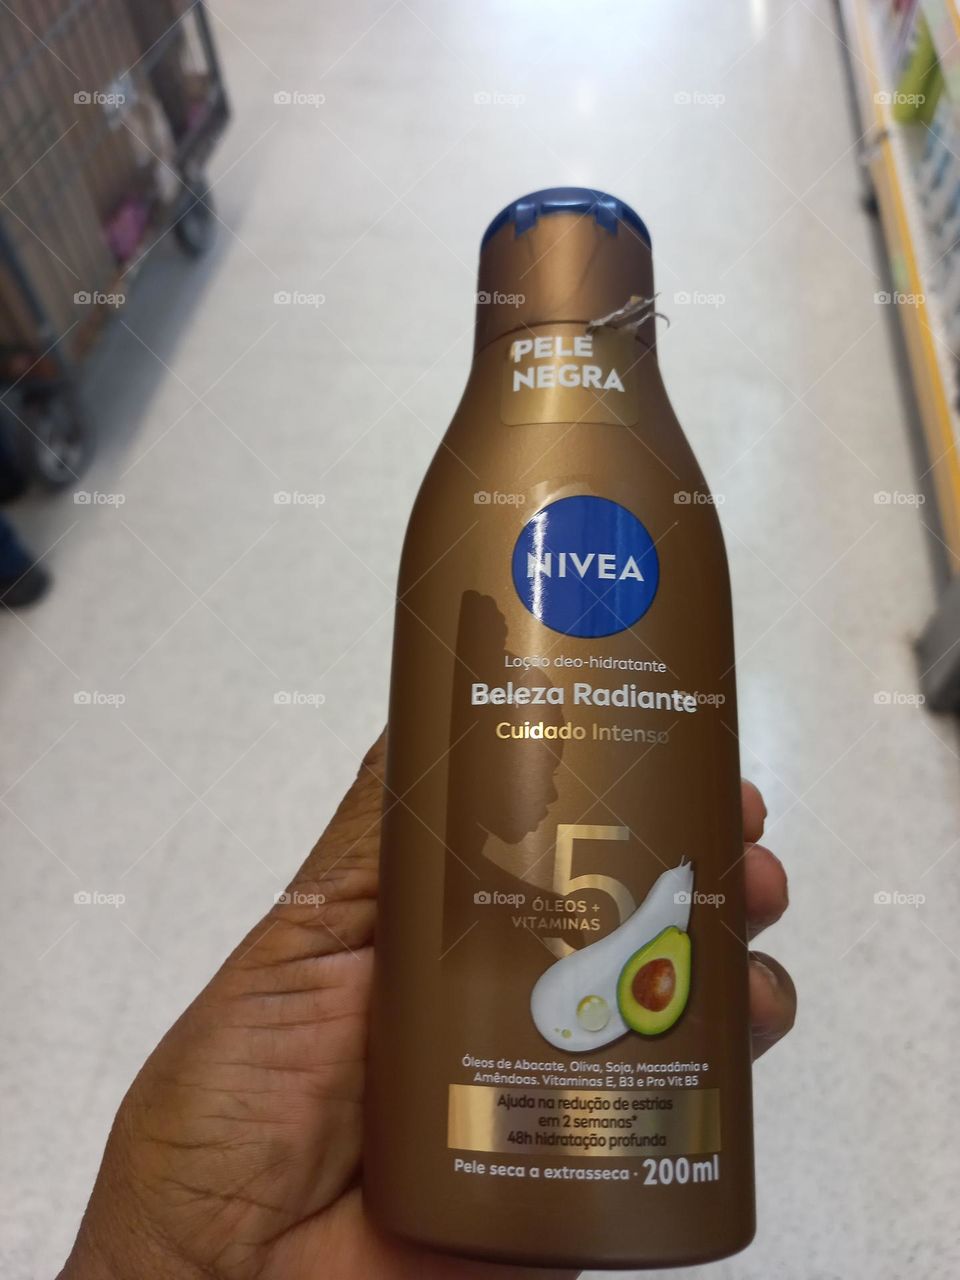 PELE
NEGRA
NIVEA
Loção deo-hidratante
Beleza Radiante
Cuidado Intenso
5
ÓLEOS +
VITAMINAS
Óleos de Abacate, Oliva, Soja, Macadâmia e
Amêndoas. Vitaminas E, B3 e Pro Vit B5
Ajuda na redução de estrias
em 2 semanas*
48h hidratação profunda
Pele seca a extrasseca · 200ml
foap